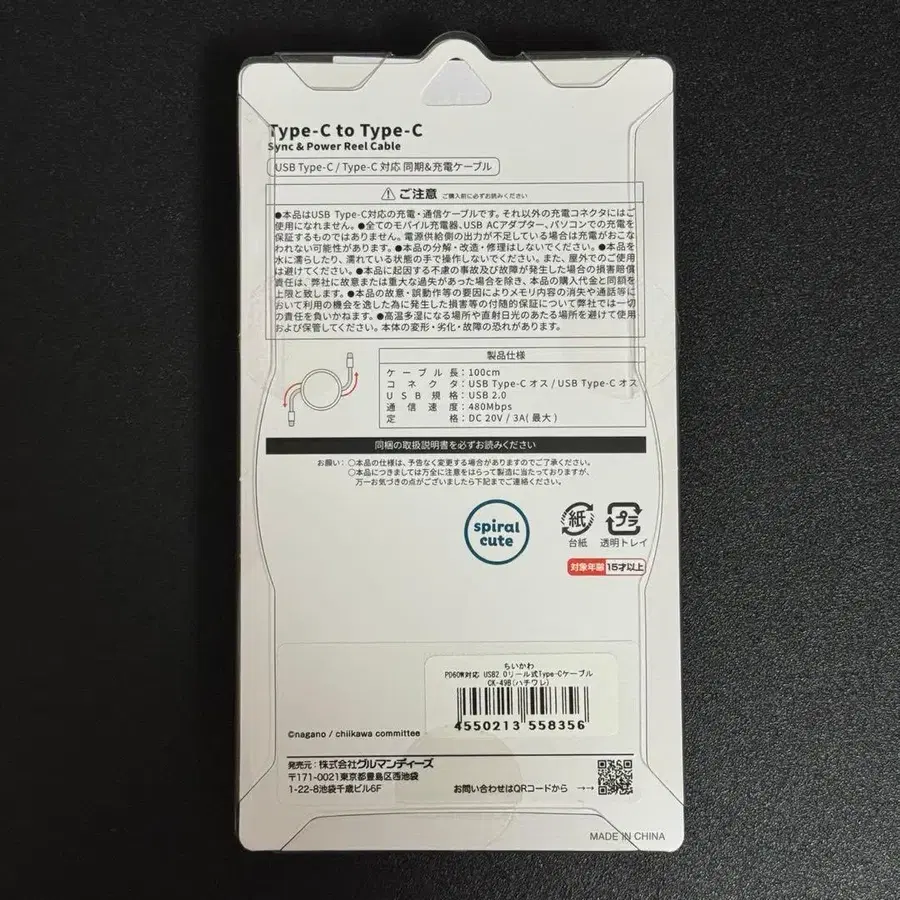 Type-C to Type-C
Sync & Power Reel Cable
USB Type-C / Type-C 対応 同期&充電ケーブル
ご注意 ご購入前に必ずお読みください
●本品はUSB Type-C対応の充電・通信ケーブルです。それ以外の充電コネクタにはご
使用になれません。●全てのモバイル充電器、USB ACアダプター、パソコンでの充電を
保証するものではありません。電源供給側の出力が不足している場合は充電がおこな
われない可能性があります。●本品の分解・改造・修理はしないでください。●本品を
水に濡らしたり、濡れている状態の手で操作しないでください。また、屋外でのご使用
は避けてください。●本品に起因する不慮の事故及び故障が発生した場合の損害賠償
責任は、弊社に故意または重大な過失があった場合を除き、本品の購入代金と同額を
上限と致します。●本品の故意・誤動作等の要因によりメモリ内容の消失や通話等に
おいて利用の機会を逸した為に発生した損害等の付随的保証について弊社では一切
の責任を負いかねます。●高温多湿になる場所や直射日光のあたる場所を避けて使用
および保管してください。本体の変形・劣化・故障の恐れがあります。
製品仕様
ケーブル長：100cm
コネクタ：USB Type-C オス / USB Type-C オス
USB規格：USB 2.0
通信速度：480Mbps
定格：DC 20V / 3A(最大)
同梱の取扱説明書を必ずお読みください
お願い：○本品の仕様は、予告なく変更する場合がありますのでご了承ください。
○本品につきましては万全に注意をはらって製造に当たっておりますが、
万一お気づきの点がございましたら下記までご連絡ください。
spiral
cute
紙
プラ
台紙
透明トレイ
対象年齢 15才以上
ちいかわ
PD60W対応 USB2.0リール式Type-Cケーブル
CK-49B(ハチワレ)
4550213 558356
©nagano / chiikawa committee
発売元：株式会社グルマンディーズ
〒171-0021東京都豊島区西池袋
1-22-8池袋千歳ビル6F
お問い合わせはQRコードから →→
MADE IN CHINA